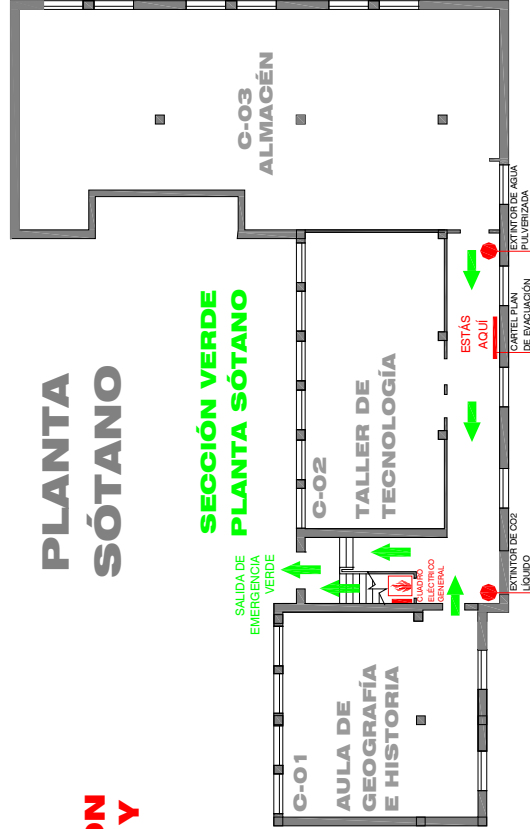 PLANTA
SÓTANO
SECCIÓN VERDE
PLANTA SÓTANO
C-03
ALMACÉN
C-02
TALLER DE
TECNOLOGÍA
C-01
AULA DE
GEOGRAFÍA
E HISTORIA
SALIDA DE
EMERGENCIA
VERDE
CUADRO
ELÉCTRICO
GENERAL
ESTÁS
AQUÍ
EXTINTOR DE AGUA
PULVERIZADA
CARTEL PLAN
DE EVACUACIÓN
EXTINTOR DE CO2
LÍQUIDO
ÓN
Y